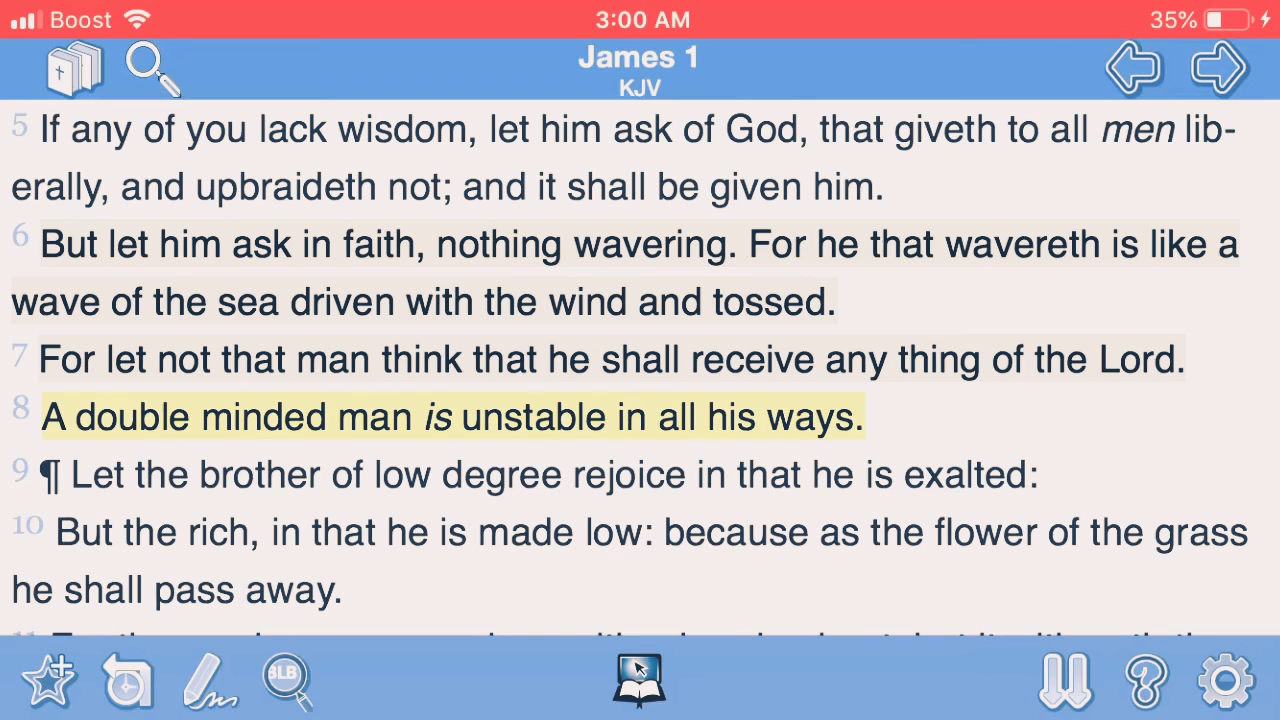 Boost 3:00 AM 35%
James 1
KJV
5 If any of you lack wisdom, let him ask of God, that giveth to all men lib-
erally, and upbraideth not; and it shall be given him.
6 But let him ask in faith, nothing wavering. For he that wavereth is like a
wave of the sea driven with the wind and tossed.
7 For let not that man think that he shall receive any thing of the Lord.
8 A double minded man is unstable in all his ways.
9 ¶ Let the brother of low degree rejoice in that he is exalted:
10 But the rich, in that he is made low: because as the flower of the grass
he shall pass away.
BLB